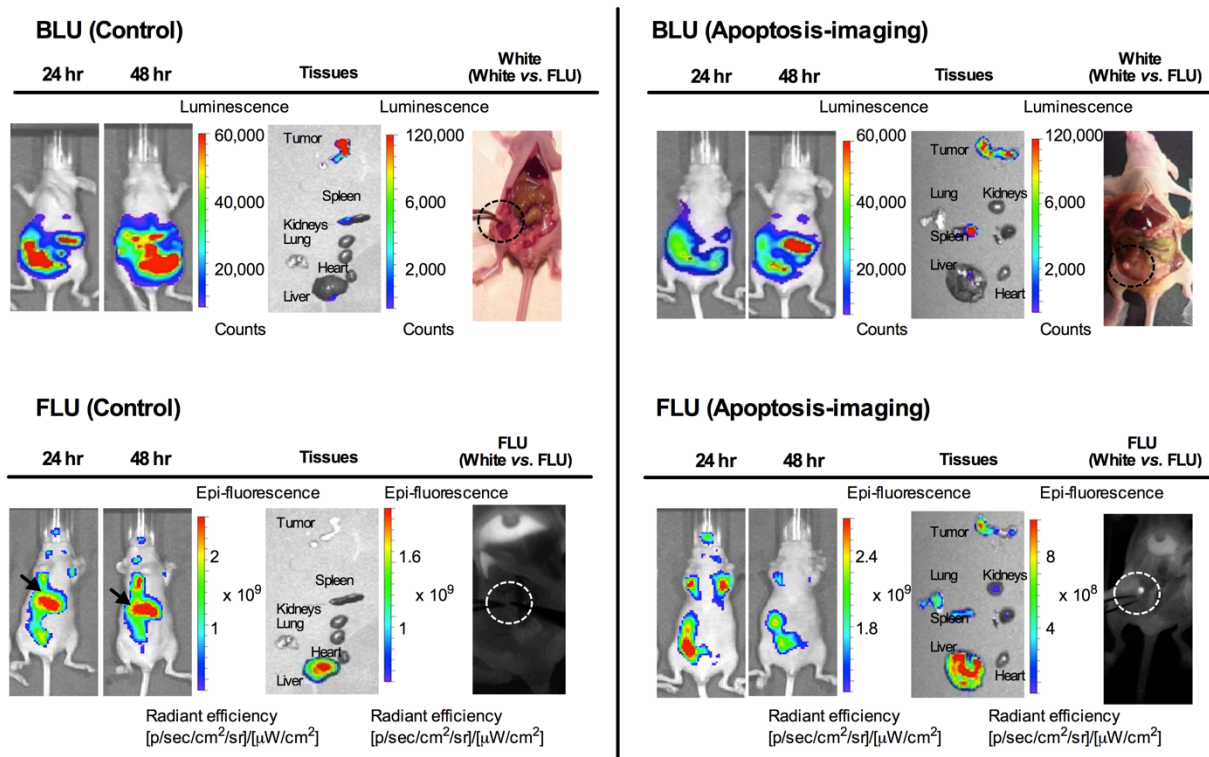 BLU (Control)
24 hr
48 hr
Tissues
White
(White vs. FLU)
Luminescence
Luminescence
60,000
40,000
20,000
Counts
Tumor
Spleen
Kidneys
Lung
Heart
Liver
120,000
6,000
2,000
Counts
BLU (Apoptosis-imaging)
24 hr
48 hr
Tissues
White
(White vs. FLU)
Luminescence
Luminescence
60,000
40,000
20,000
Counts
Tumor
Lung
Kidneys
Spleen
Liver
Heart
120,000
6,000
2,000
Counts
FLU (Control)
24 hr
48 hr
Tissues
FLU
(White vs. FLU)
Epi-fluorescence
Epi-fluorescence
2
x 10⁹
1
Tumor
Spleen
Kidneys
Lung
Heart
Liver
1.6
x 10⁹
1
Radiant efficiency
[p/sec/cm²/sr]/[μW/cm²]
Radiant efficiency
[p/sec/cm²/sr]/[μW/cm²]
FLU (Apoptosis-imaging)
24 hr
48 hr
Tissues
FLU
(White vs. FLU)
Epi-fluorescence
Epi-fluorescence
2.4
x 10⁹
1.8
Tumor
Lung
Kidneys
Spleen
Liver
Heart
8
x 10⁸
4
Radiant efficiency
[p/sec/cm²/sr]/[μW/cm²]
Radiant efficiency
[p/sec/cm²/sr]/[μW/cm²]